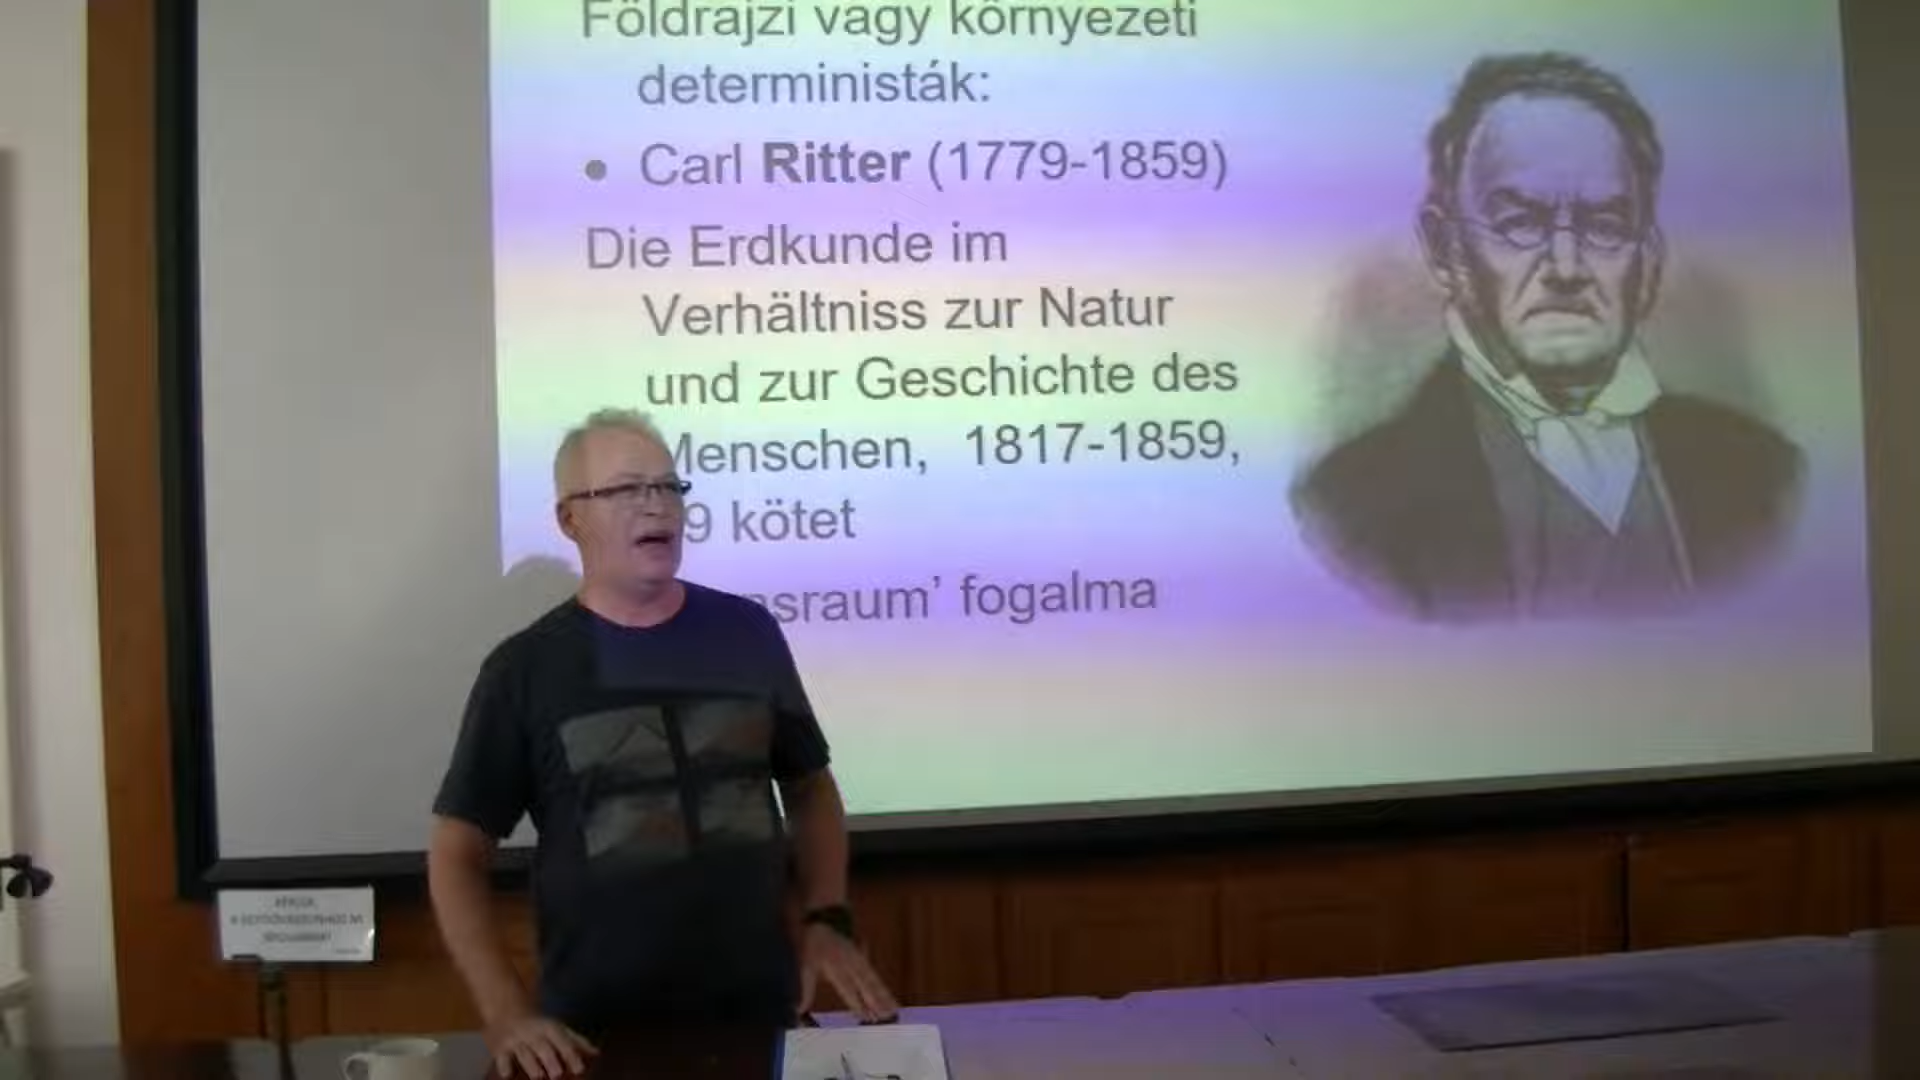 Földrajzi vagy környezeti
deterministák:
• Carl Ritter (1779-1859)
Die Erdkunde im
Verhältniss zur Natur
und zur Geschichte des
Menschen, 1817-1859,
9 kötet
nsraum’ fogalma